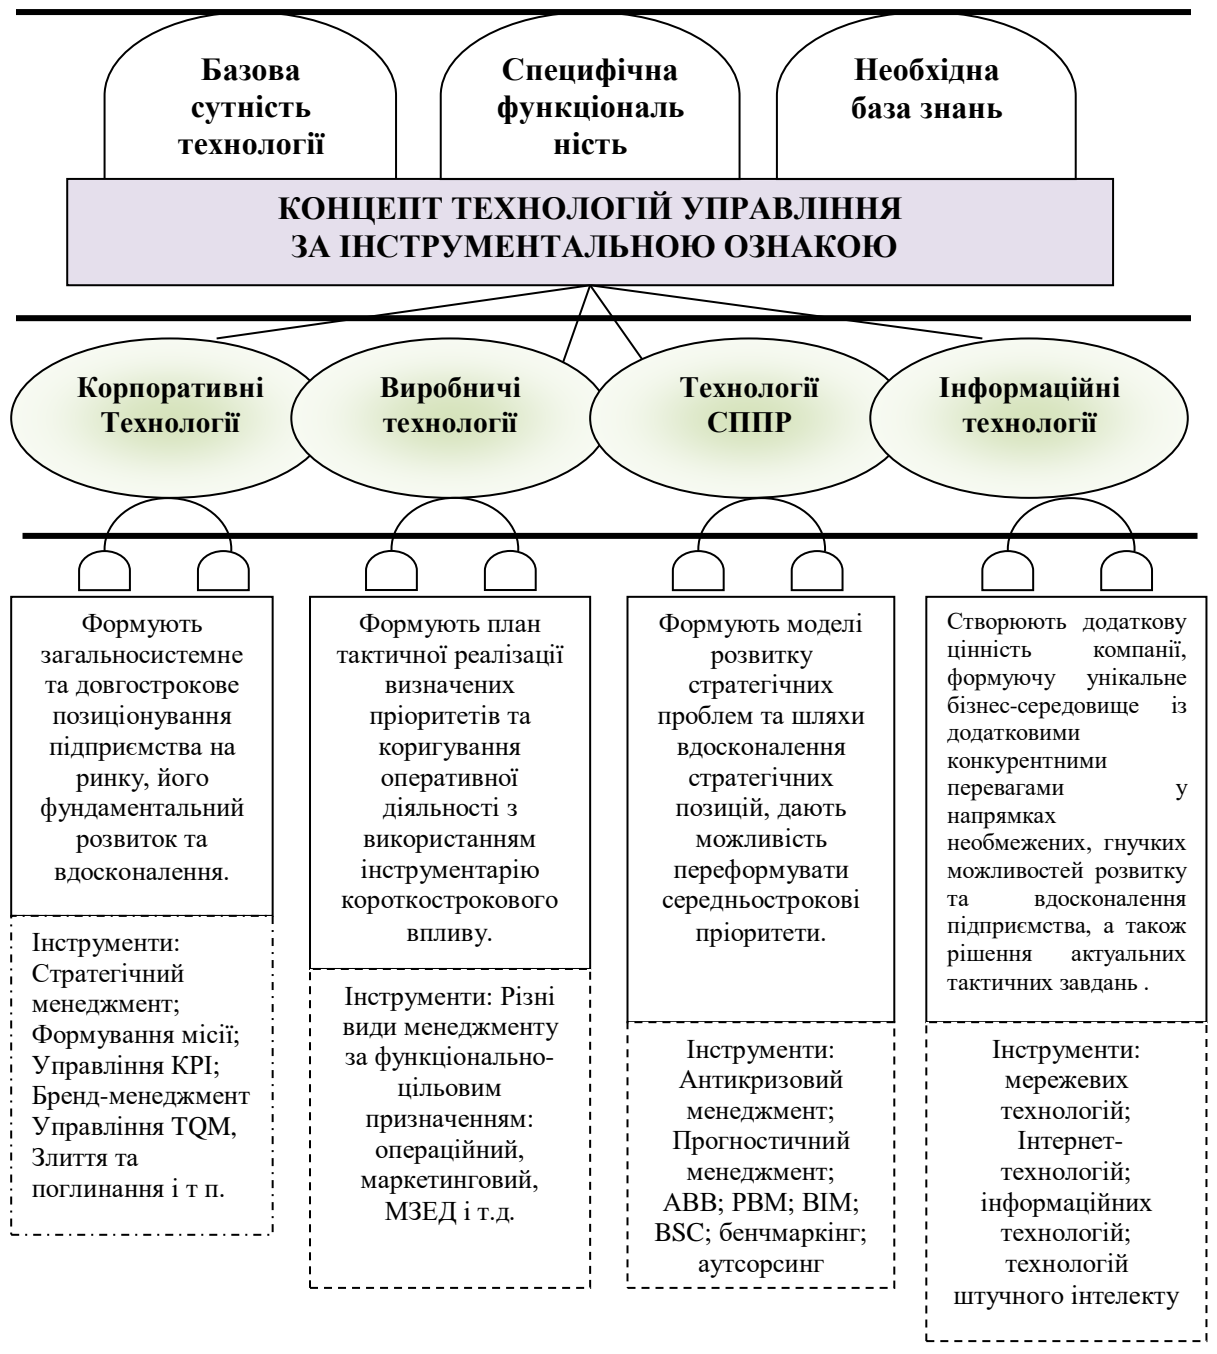 Базова
сутність
технології
Специфічна
функціональ
ність
Необхідна
база знань
КОНЦЕПТ ТЕХНОЛОГІЙ УПРАВЛІННЯ
ЗА ІНСТРУМЕНТАЛЬНОЮ ОЗНАКОЮ
Корпоративні
Технології
Виробничі
технології
Технології
СППР
Інформаційні
технології
Формують
загальносистемне
та довгострокове
позиціонування
підприємства на
ринку, його
фундаментальний
розвиток та
вдосконалення.
Інструменти:
Стратегічний
менеджмент;
Формування місії;
Управління KPI;
Бренд-менеджмент
Управління TQM,
Злиття та
поглинання і т п.
Формують план
тактичної реалізації
визначених
пріоритетів та
коригування
оперативної
діяльності з
використанням
інструментарію
короткострокового
впливу.
Інструменти: Різні
види менеджменту
за функціонально-
цільовим
призначенням:
операційний,
маркетинговий,
МЗЕД і т.д.
Формують моделі
розвитку
стратегічних
проблем та шляхи
вдосконалення
стратегічних
позицій, дають
можливість
переформувати
середньострокові
пріоритети.
Інструменти:
Антикризовий
менеджмент;
Прогностичний
менеджмент;
ABB; PBM; BIM;
BSC; бенчмаркінг;
аутсорсинг
Створюють додаткову
цінність компанії,
формуючу унікальне
бізнес-середовище із
додатковими
конкурентними
перевагами у
напрямках
необмежених, гнучких
можливостей розвитку
та вдосконалення
підприємства, а також
рішення актуальних
тактичних завдань .
Інструменти:
мережевих
технологій;
Інтернет-
технологій;
інформаційних
технологій;
технологій
штучного інтелекту